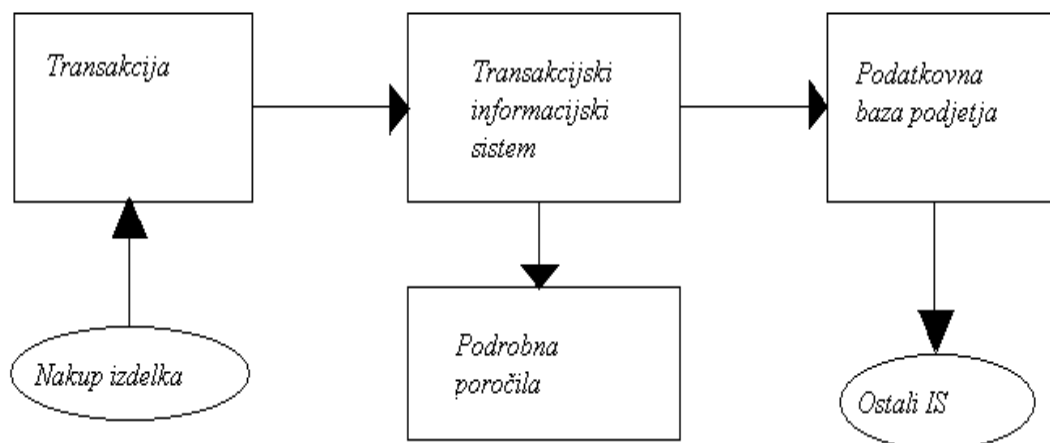 Transakcija
Transakcijski
informacijski
sistem
Podatkovna
baza podjetja
Nakup izdelka
Podrobna
poročila
Ostali IS